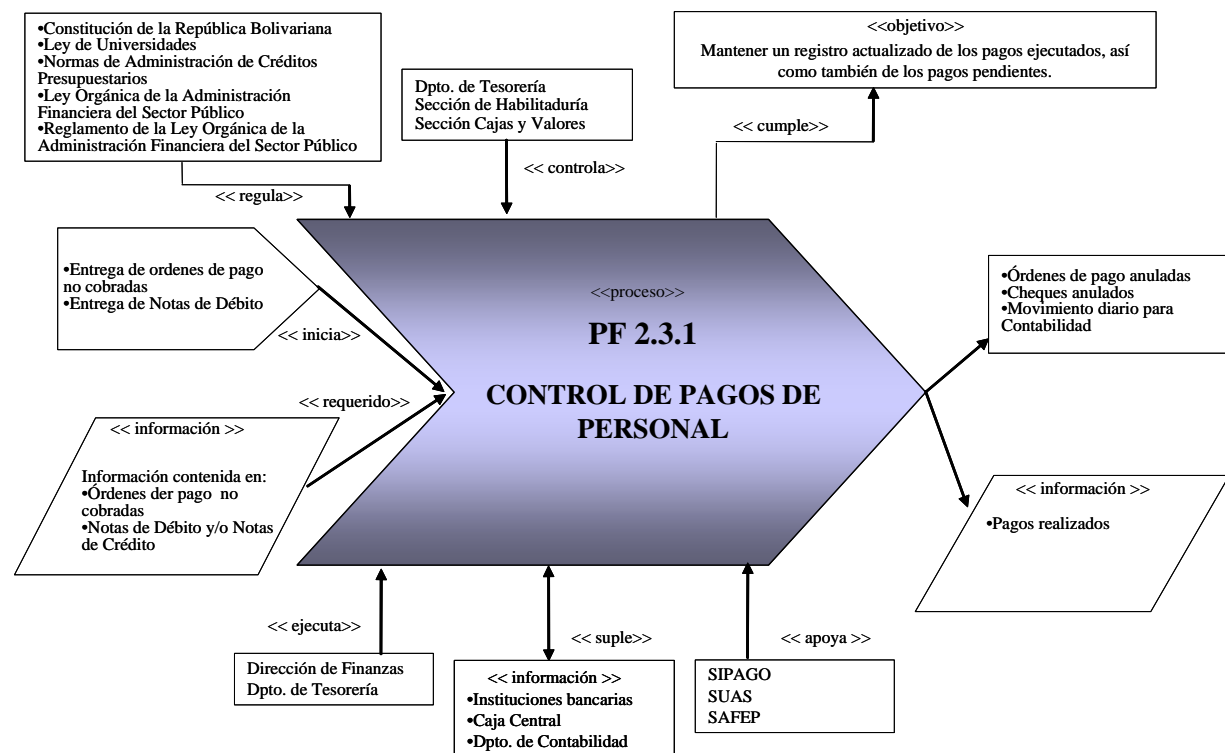 •Constitución de la República Bolivariana
•Ley de Universidades
•Normas de Administración de Créditos
Presupuestarios
•Ley Orgánica de la Administración
Financiera del Sector Público
•Reglamento de la Ley Orgánica de la
Administración Financiera del Sector Público
<< regula>>
Dpto. de Tesorería
Sección de Habilitaduría
Sección Cajas y Valores
<< controla>>
<<objetivo>>
Mantener un registro actualizado de los pagos ejecutados, así
como también de los pagos pendientes.
<< cumple>>
•Entrega de ordenes de pago
no cobradas
•Entrega de Notas de Débito
<< inicia>>
<< requerido>>
<< información >>
Información contenida en:
•Órdenes der pago no
cobradas
•Notas de Débito y/o Notas
de Crédito
<<proceso>>
PF 2.3.1
CONTROL DE PAGOS DE
PERSONAL
•Órdenes de pago anuladas
•Cheques anulados
•Movimiento diario para
Contabilidad
<< información >>
•Pagos realizados
<< ejecuta>>
Dirección de Finanzas
Dpto. de Tesorería
<< suple>>
<< información >>
•Instituciones bancarias
•Caja Central
•Dpto. de Contabilidad
<< apoya >>
SIPAGO
SUAS
SAFEP